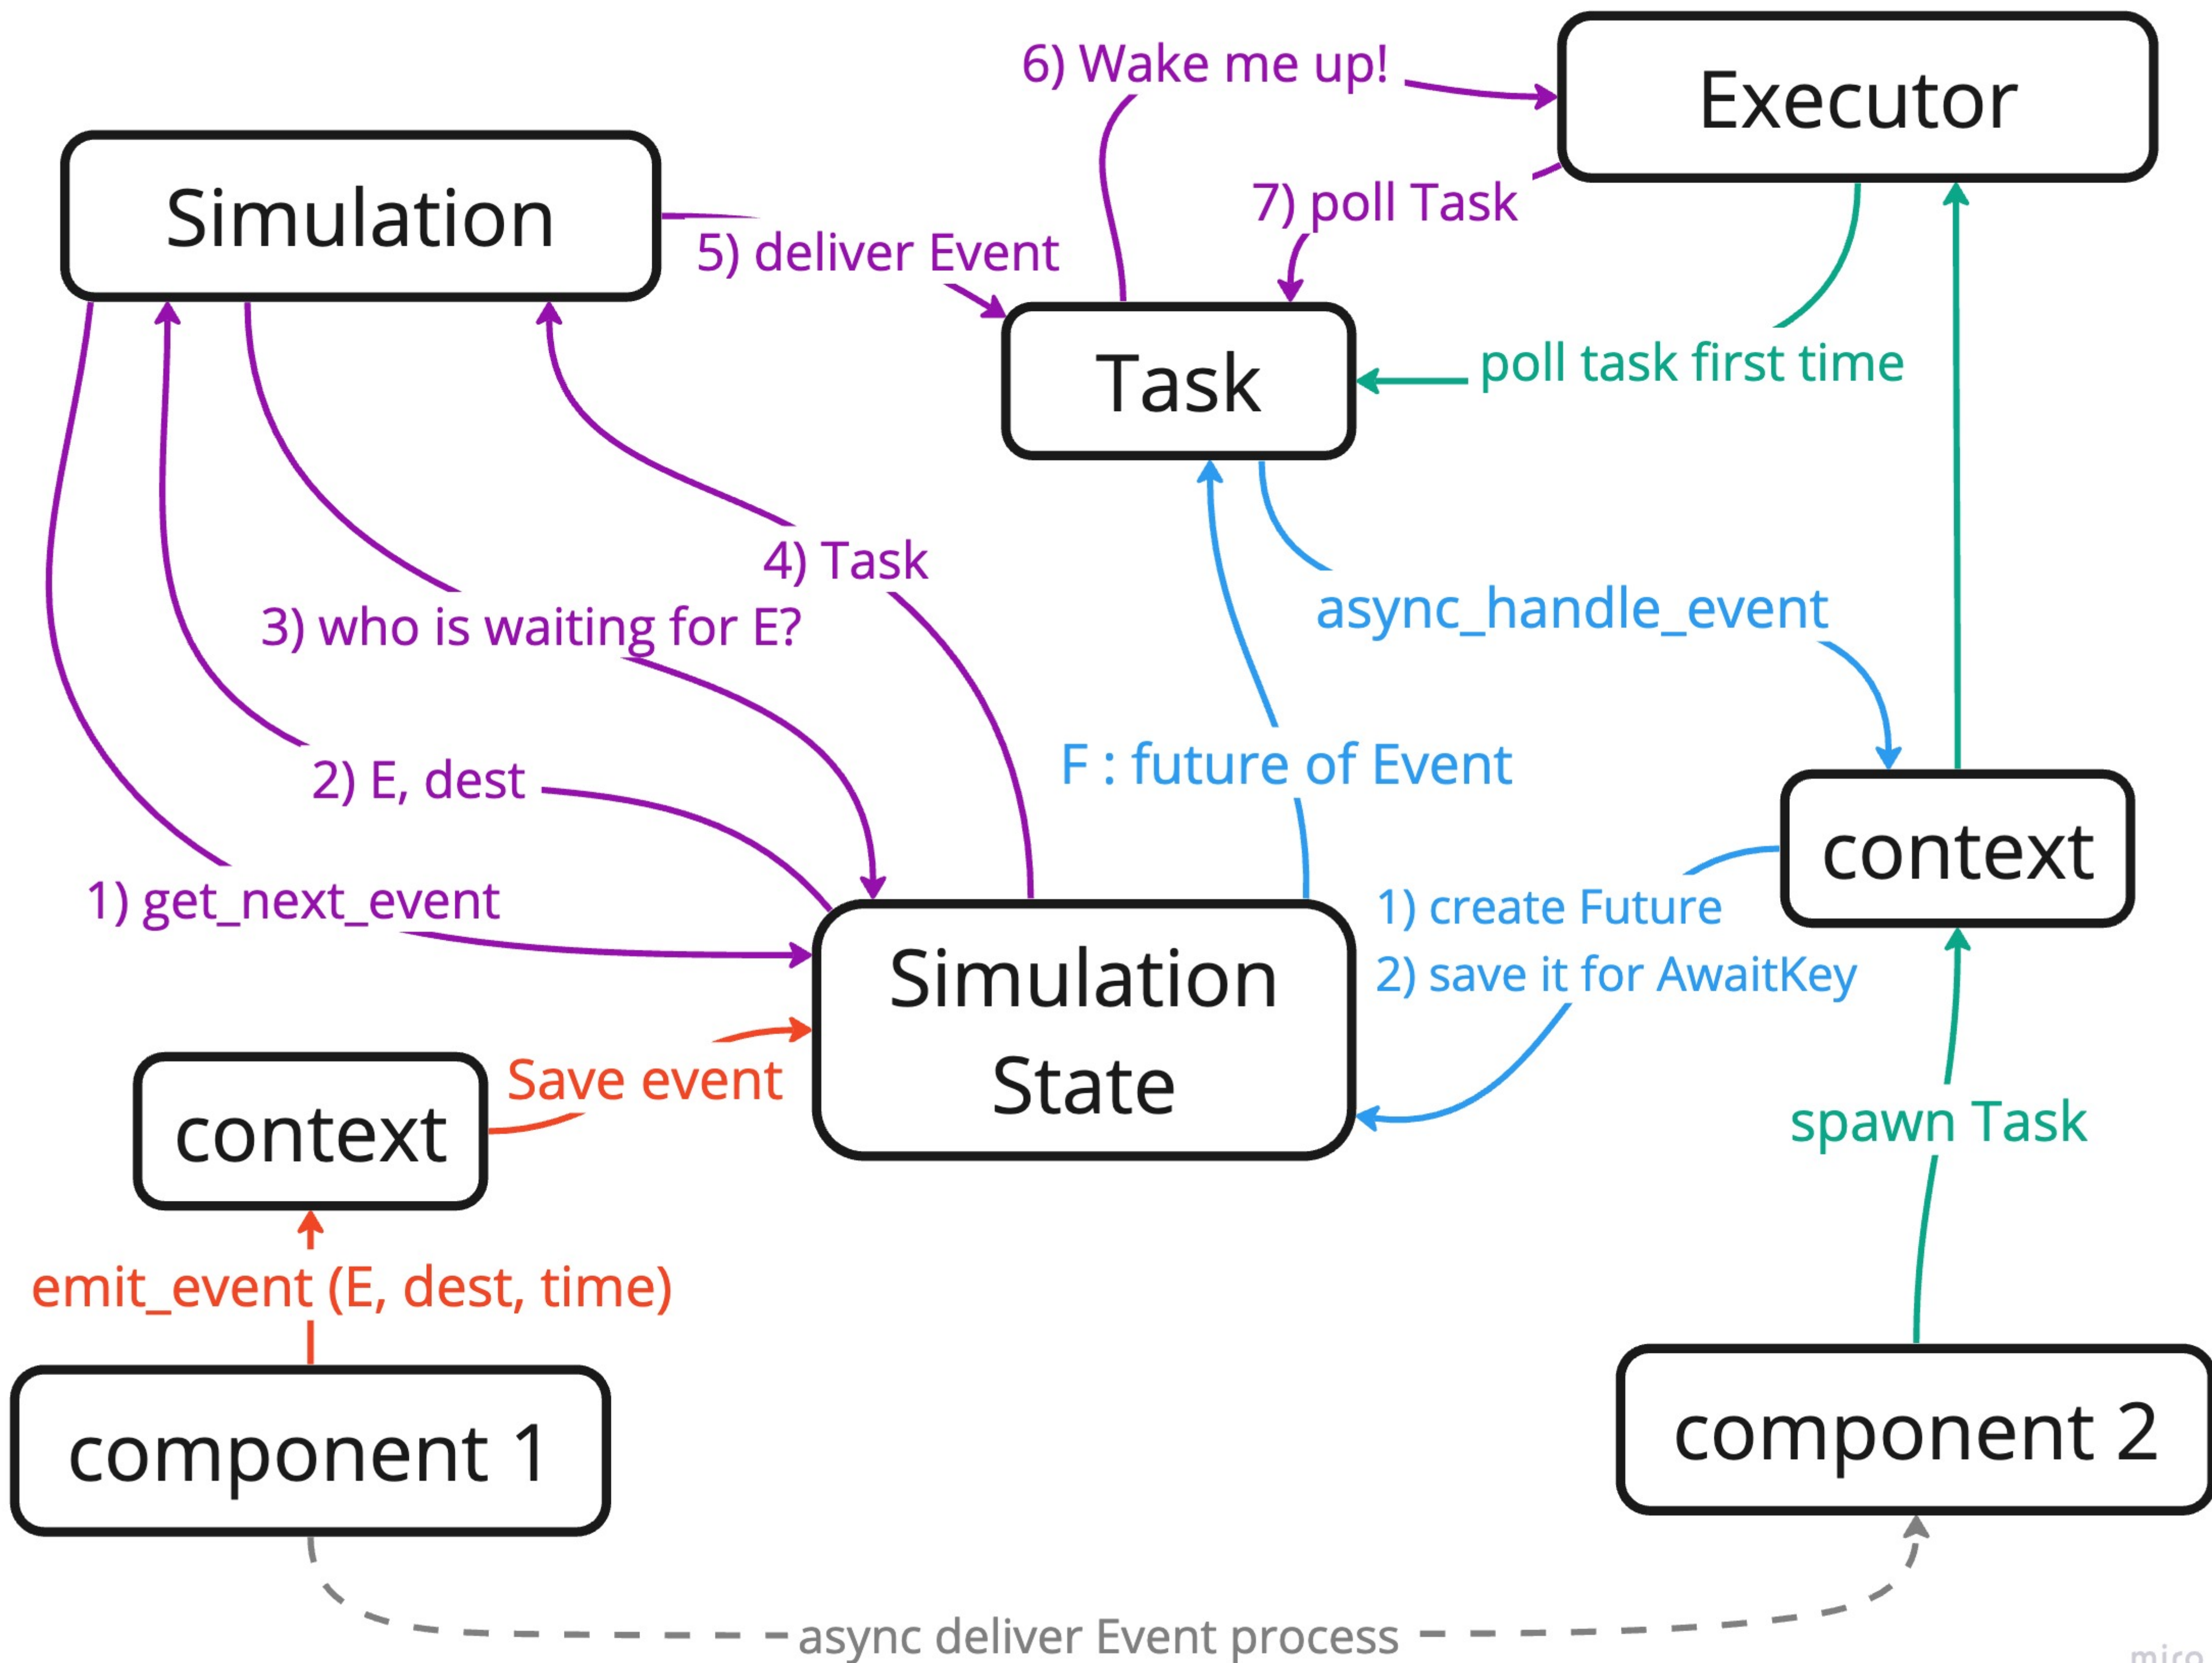 6) Wake me up!
Executor
Simulation
7) poll Task
5) deliver Event
Task
poll task first time
4) Task
async_handle_event
3) who is waiting for E?
F : future of Event
2) E, dest
context
1) get_next_event
1) create Future
2) save it for AwaitKey
Simulation
State
Save event
context
spawn Task
emit_event (E, dest, time)
component 1
component 2
async deliver Event process
miro